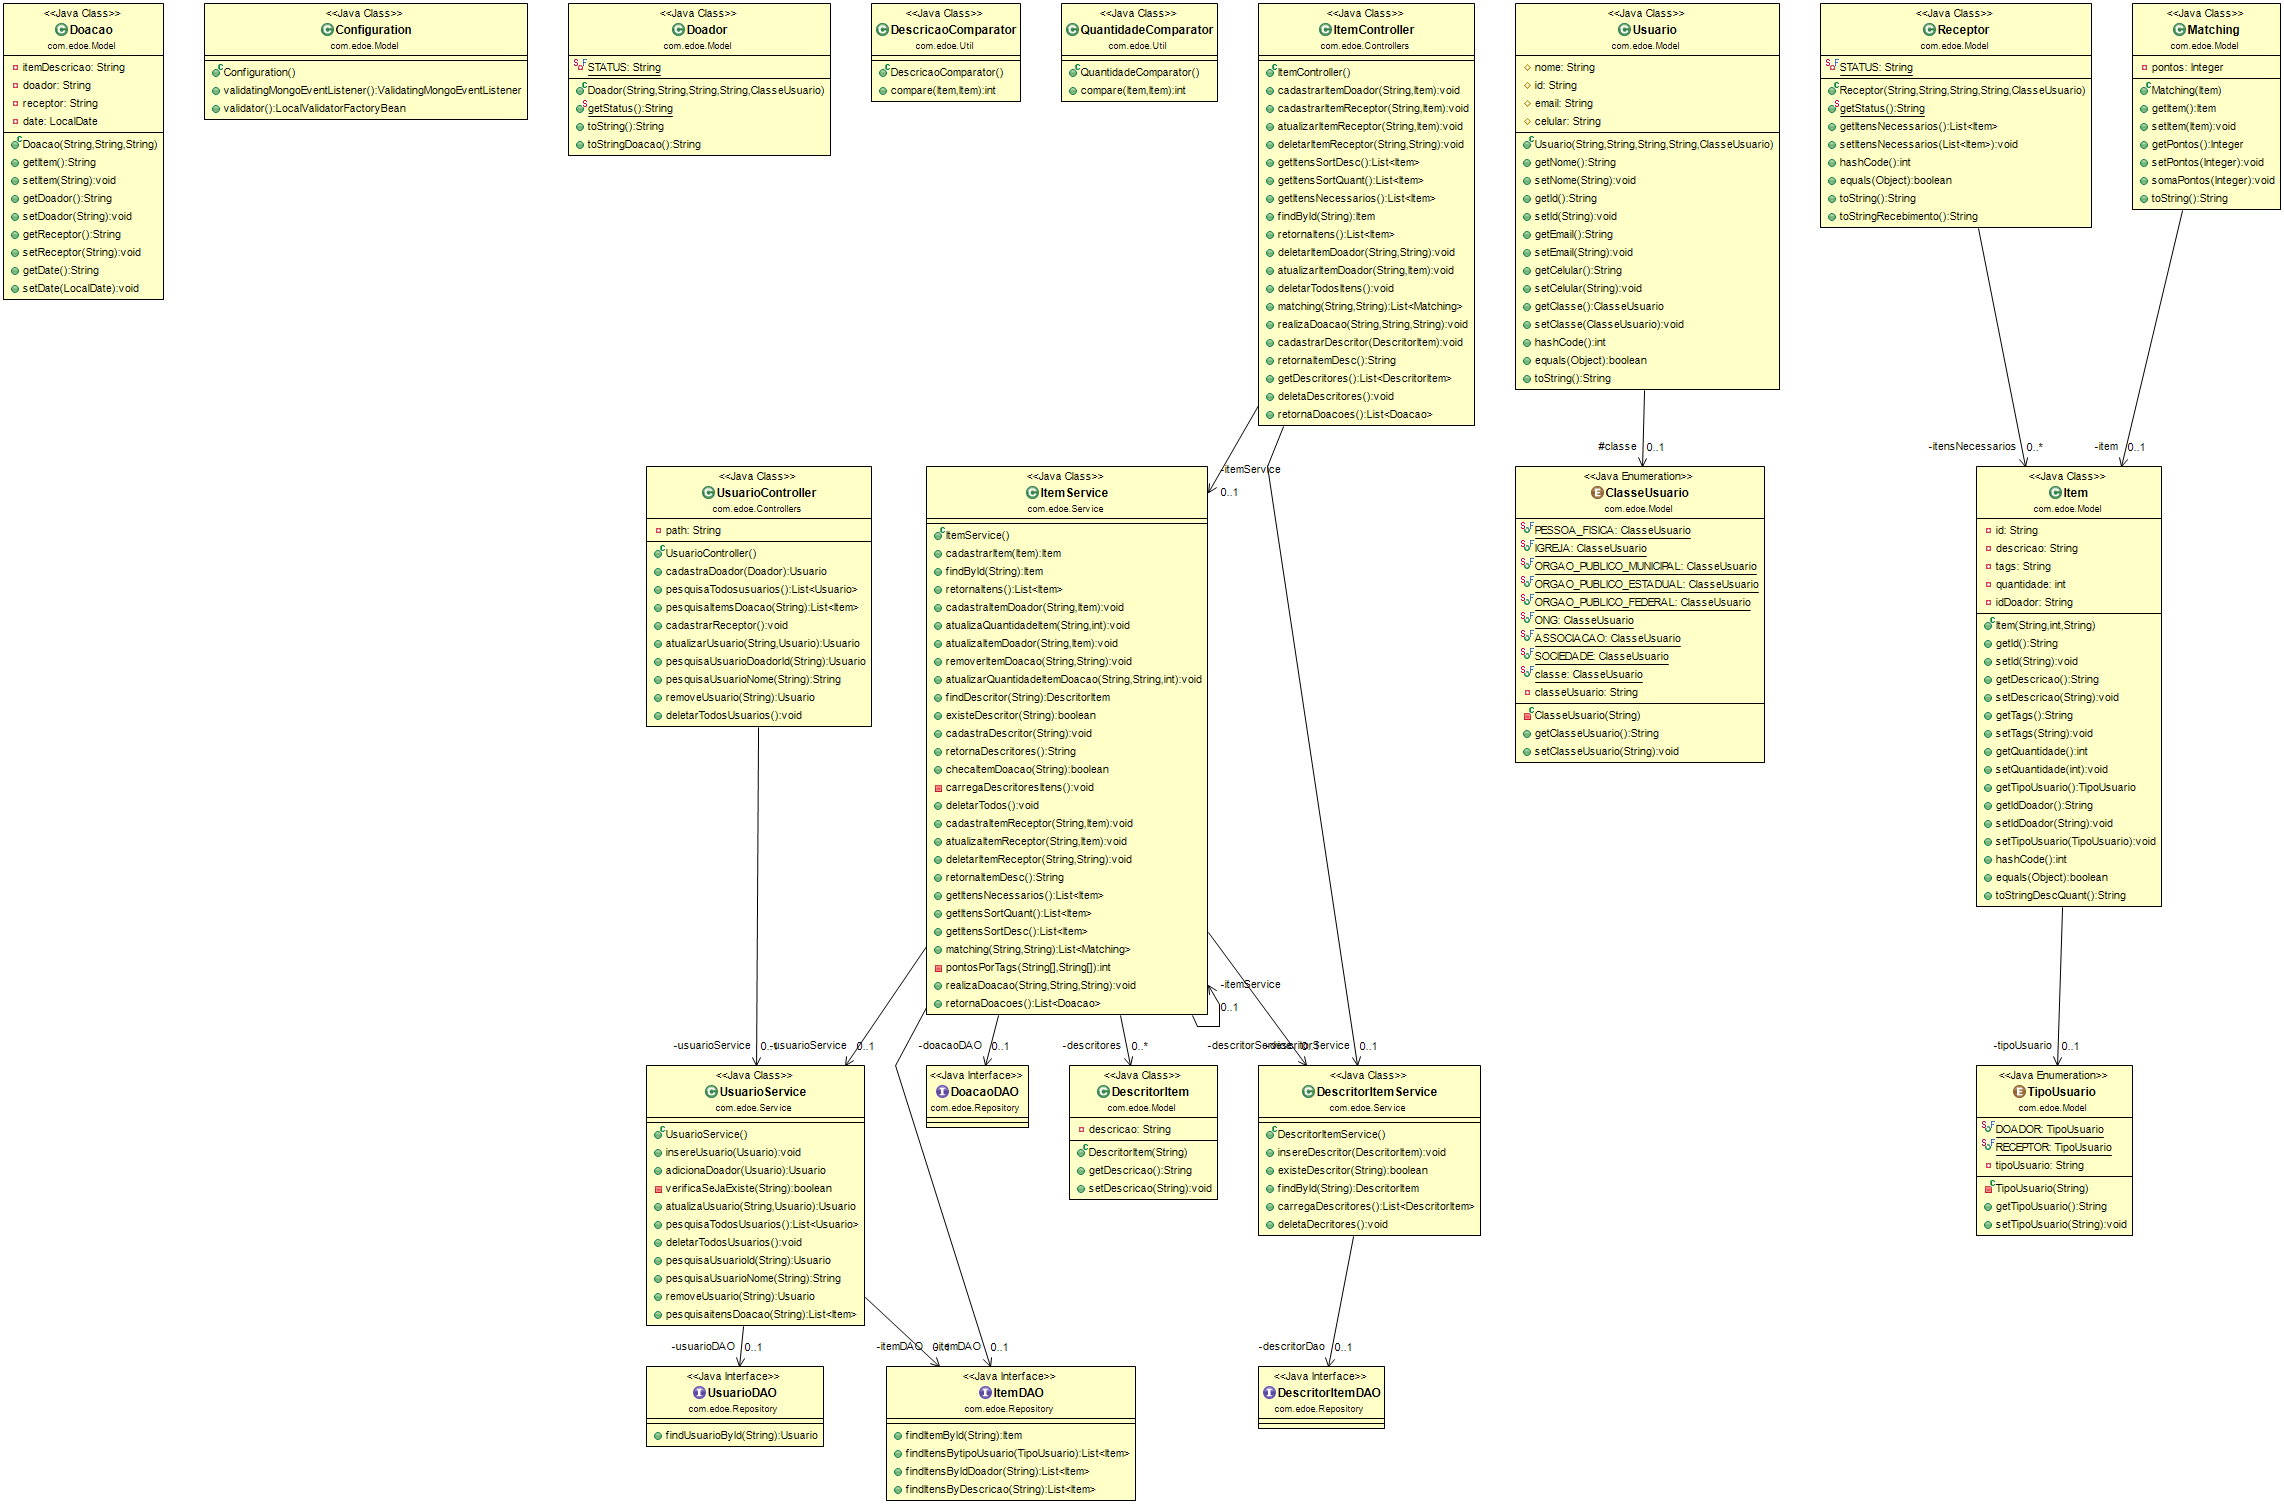 <<Java Class>>
Doacao
com.edoe.Model
itemDescricao: String
doador: String
receptor: String
date: LocalDate
Doacao(String,String,String)
getItem():String
setItem(String):void
getDoador():String
setDoador(String):void
getReceptor():String
setReceptor(String):void
getDate():String
setDate(LocalDate):void
<<Java Class>>
Configuration
com.edoe.Model
Configuration()
validatingMongoEventListener():ValidatingMongoEventListener
validator():LocalValidatorFactoryBean
<<Java Class>>
Doador
com.edoe.Model
STATUS: String
Doador(String,String,String,String,ClasseUsuario)
getStatus():String
toString():String
toStringDoacao():String
<<Java Class>>
DescricaoComparator
com.edoe.Util
DescricaoComparator()
compare(Item,Item):int
<<Java Class>>
QuantidadeComparator
com.edoe.Util
QuantidadeComparator()
compare(Item,Item):int
<<Java Class>>
ItemController
com.edoe.Controllers
ItemController()
cadastrarItemDoador(String,Item):void
cadastrarItemReceptor(String,Item):void
atualizarItemReceptor(String,Item):void
deletarItemReceptor(String,String):void
getItensSortDesc():List<Item>
getItensSortQuant():List<Item>
getItensNecessarios():List<Item>
findById(String):Item
retornaItens():List<Item>
deletarItemDoador(String,String):void
atualizarItemDoador(String,Item):void
deletarTodosItens():void
matching(String,String):List<Matching>
realizaDoacao(String,String,String):void
cadastrarDescritor(DescritorItem):void
retornaItemDesc():String
getDescritores():List<DescritorItem>
deletaDescritores():void
retornaDoacoes():List<Doacao>
<<Java Class>>
Usuario
com.edoe.Model
nome: String
id: String
email: String
celular: String
Usuario(String,String,String,String,ClasseUsuario)
getNome():String
setNome(String):void
getId():String
setId(String):void
getEmail():String
setEmail(String):void
getCelular():String
setCelular(String):void
getClasse():ClasseUsuario
setClasse(ClasseUsuario):void
hashCode():int
equals(Object):boolean
toString():String
<<Java Class>>
Receptor
com.edoe.Model
STATUS: String
Receptor(String,String,String,String,ClasseUsuario)
getStatus():String
getItensNecessarios():List<Item>
setItensNecessarios(List<Item>):void
hashCode():int
equals(Object):boolean
toString():String
toStringRecebimento():String
<<Java Class>>
Matching
com.edoe.Model
pontos: Integer
Matching(Item)
getItem():Item
setItem(Item):void
getPontos():Integer
setPontos(Integer):void
somaPontos(Integer):void
toString():String
-itemService
0..1
#classe 0..1
-itensNecessarios 0..*
-item 0..1
<<Java Class>>
UsuarioController
com.edoe.Controllers
path: String
UsuarioController()
cadastraDoador(Doador):Usuario
pesquisaTodosusuarios():List<Usuario>
pesquisaItemsDoacao(String):List<Item>
cadastrarReceptor():void
atualizarUsuario(String,Usuario):Usuario
pesquisaUsuarioDoadorId(String):Usuario
pesquisaUsuarioNome(String):String
removeUsuario(String):Usuario
deletarTodosUsuarios():void
<<Java Class>>
ItemService
com.edoe.Service
ItemService()
cadastrarItem(Item):Item
findById(String):Item
retornaItens():List<Item>
cadastraItemDoador(String,Item):void
atualizaQuantidadeItem(String,int):void
atualizaItemDoador(String,Item):void
removerItemDoacao(String,String):void
atualizarQuantidadeItemDoacao(String,String,int):void
findDescritor(String):DescritorItem
existeDescritor(String):boolean
cadastraDescritor(String):void
retornaDescritores():String
checaItemDoacao(String):boolean
carregaDescritoresItens():void
deletarTodos():void
cadastraItemReceptor(String,Item):void
atualizaItemReceptor(String,Item):void
deletarItemReceptor(String,String):void
retornaItemDesc():String
getItensNecessarios():List<Item>
getItensSortQuant():List<Item>
getItensSortDesc():List<Item>
matching(String,String):List<Matching>
pontosPorTags(String[],String[]):int
realizaDoacao(String,String,String):void
retornaDoacoes():List<Doacao>
<<Java Enumeration>>
ClasseUsuario
com.edoe.Model
PESSOA_FISICA: ClasseUsuario
IGREJA: ClasseUsuario
ORGAO_PUBLICO_MUNICIPAL: ClasseUsuario
ORGAO_PUBLICO_ESTADUAL: ClasseUsuario
ORGAO_PUBLICO_FEDERAL: ClasseUsuario
ONG: ClasseUsuario
ASSOCIACAO: ClasseUsuario
SOCIEDADE: ClasseUsuario
classe: ClasseUsuario
classeUsuario: String
ClasseUsuario(String)
getClasseUsuario():String
setClasseUsuario(String):void
<<Java Class>>
Item
com.edoe.Model
id: String
descricao: String
tags: String
quantidade: int
idDoador: String
Item(String,int,String)
getId():String
setId(String):void
getDescricao():String
setDescricao(String):void
getTags():String
setTags(String):void
getQuantidade():int
setQuantidade(int):void
getTipoUsuario():TipoUsuario
getIdDoador():String
setIdDoador(String):void
setTipoUsuario(TipoUsuario):void
hashCode():int
equals(Object):boolean
toStringDescQuant():String
-itemService
0..1
-usuarioService 0..1
-usuarioService 0..1
-doacaoDAO 0..1
-descritores 0..*
-descritorService 0..1
-descritorService 0..1
-tipoUsuario 0..1
<<Java Class>>
UsuarioService
com.edoe.Service
UsuarioService()
insereUsuario(Usuario):void
adicionaDoador(Usuario):Usuario
verificaSeJaExiste(String):boolean
atualizaUsuario(String,Usuario):Usuario
pesquisaTodosUsuarios():List<Usuario>
deletarTodosUsuarios():void
pesquisaUsuarioId(String):Usuario
pesquisaUsuarioNome(String):String
removeUsuario(String):Usuario
pesquisaitensDoacao(String):List<Item>
<<Java Interface>>
DoacaoDAO
com.edoe.Repository
<<Java Class>>
DescritorItem
com.edoe.Model
descricao: String
DescritorItem(String)
getDescricao():String
setDescricao(String):void
<<Java Class>>
DescritorItemService
com.edoe.Service
DescritorItemService()
insereDescritor(DescritorItem):void
existeDescritor(String):boolean
findById(String):DescritorItem
carregaDescritores():List<DescritorItem>
deletaDecritores():void
<<Java Enumeration>>
TipoUsuario
com.edoe.Model
DOADOR: TipoUsuario
RECEPTOR: TipoUsuario
tipoUsuario: String
TipoUsuario(String)
getTipoUsuario():String
setTipoUsuario(String):void
-usuarioDAO 0..1
-itemDAO 0..1
-itemDAO 0..1
-descritorDao 0..1
<<Java Interface>>
UsuarioDAO
com.edoe.Repository
findUsuarioById(String):Usuario
<<Java Interface>>
ItemDAO
com.edoe.Repository
findItemById(String):Item
findItensBytipoUsuario(TipoUsuario):List<Item>
findItensByIdDoador(String):List<Item>
findItensByDescricao(String):List<Item>
<<Java Interface>>
DescritorItemDAO
com.edoe.Repository